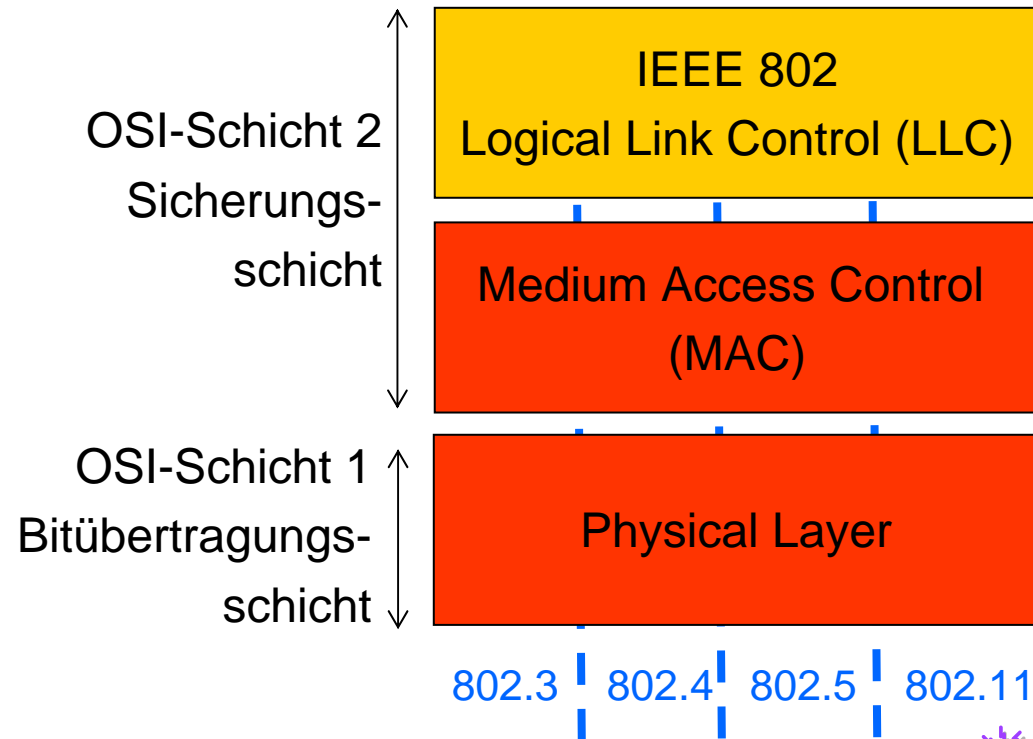 IEEE 802
Logical Link Control (LLC)
OSI-Schicht 2
Sicherungs-
schicht
Medium Access Control
(MAC)
OSI-Schicht 1
Bitübertragungs-
schicht
Physical Layer
802.3 802.4 802.5 802.11